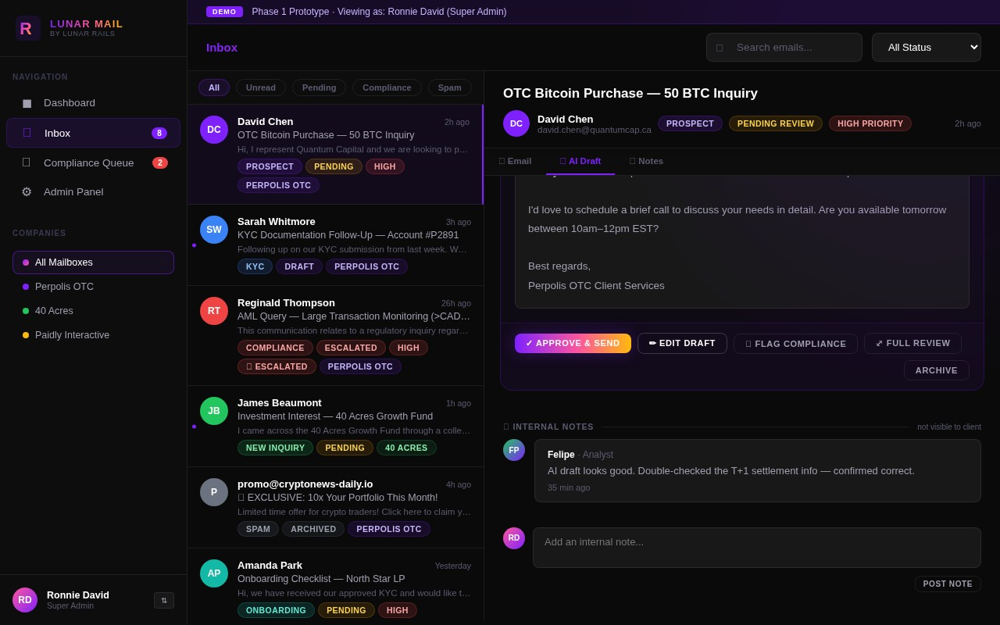 R
LUNAR MAIL
BY LUNAR RAILS
NAVIGATION
Dashboard
Inbox
8
Compliance Queue
2
Admin Panel
COMPANIES
All Mailboxes
Perpolis OTC
40 Acres
Paidly Interactive
RD
Ronnie David
Super Admin
DEMO Phase 1 Prototype · Viewing as: Ronnie David (Super Admin)
Inbox
Search emails...
All Status
All Unread Pending Compliance Spam
DC
David Chen 2h ago
OTC Bitcoin Purchase — 50 BTC Inquiry
Hi, I represent Quantum Capital and we are looking to p…
PROSPECT PENDING HIGH
PERPOLIS OTC
SW
Sarah Whitmore 3h ago
KYC Documentation Follow-Up — Account #P2891
Following up on our KYC submission from last week. W…
KYC DRAFT PERPOLIS OTC
RT
Reginald Thompson 26h ago
AML Query — Large Transaction Monitoring (>CAD…
This communication relates to a regulatory inquiry regar…
COMPLIANCE ESCALATED HIGH
ESCALATED PERPOLIS OTC
JB
James Beaumont 1h ago
Investment Interest — 40 Acres Growth Fund
I came across the 40 Acres Growth Fund through a colle…
NEW INQUIRY PENDING 40 ACRES
P
promo@cryptonews-daily.io 4h ago
EXCLUSIVE: 10x Your Portfolio This Month!
Limited time offer for crypto traders! Click here to claim y…
SPAM ARCHIVED PERPOLIS OTC
AP
Amanda Park Yesterday
Onboarding Checklist — North Star LP
Hi, we have received our approved KYC and would like t…
ONBOARDING PENDING HIGH
OTC Bitcoin Purchase — 50 BTC Inquiry
DC
David Chen
david.chen@quantumcap.ca
PROSPECT PENDING REVIEW HIGH PRIORITY 2h ago
Email AI Draft Notes
I'd love to schedule a brief call to discuss your needs in detail. Are you available tomorrow
between 10am–12pm EST?
Best regards,
Perpolis OTC Client Services
✓ APPROVE & SEND ✏ EDIT DRAFT FLAG COMPLIANCE ⤢ FULL REVIEW
ARCHIVE
INTERNAL NOTES not visible to client
FP
Felipe · Analyst
AI draft looks good. Double-checked the T+1 settlement info — confirmed correct.
35 min ago
RD
Add an internal note...
POST NOTE